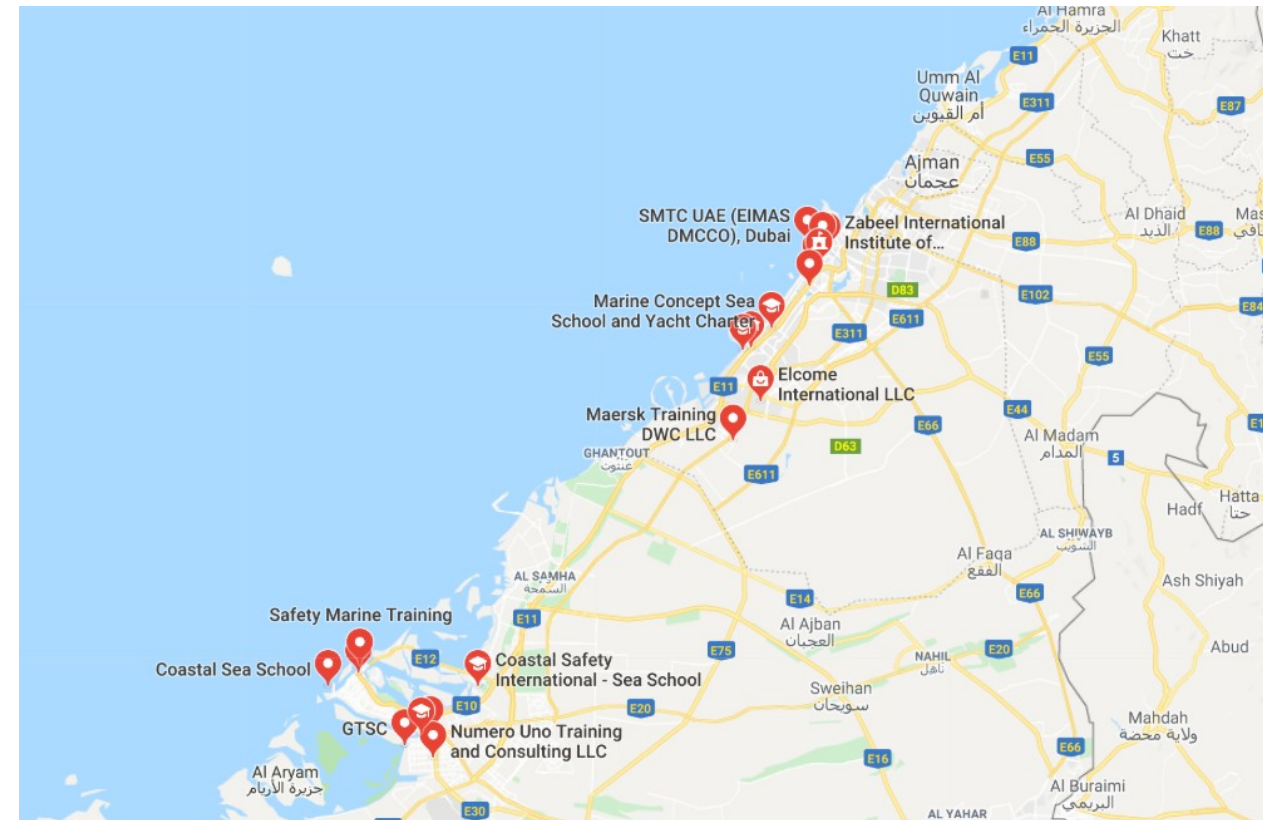 Al Hamra
الجزيرة الحمراء
Khatt
خت
E11
Umm Al
Quwain
أم القيوين
E311
E87
Ajman
عجمان
E55
SMTC UAE (EIMAS
DMCCO), Dubai
Zabeel International
Institute of...
Al Dhaid
الذيد
E88
E88
D83
E102
Marine Concept Sea
School and Yacht Charter
E311
E611
E84
E55
Elcome
International LLC
E11
Maersk Training
DWC LLC
E44
E66
D63
Al Madam
المدام
5
GHANTOUT
غنتوت
E611
Hatta
حتا
Hadf
AL SHIWAYB
الشويب
Al Faqa
الفقع
AL SAMHA
السمحة
Ash Shiyah
E14
E66
E11
Al Ajban
العجبان
Safety Marine Training
Coastal Sea School
E12
Coastal Safety
International - Sea School
E75
E20
NAHIL
ناهل
Abud
Sweihan
سويحان
E10
E20
GTSC
Numero Uno Training
and Consulting LLC
Mahdah
ولاية محضة
E66
E16
Al Aryam
جزيرة الأريام
Al Buraimi
البريمي
E30
AL YAHAR